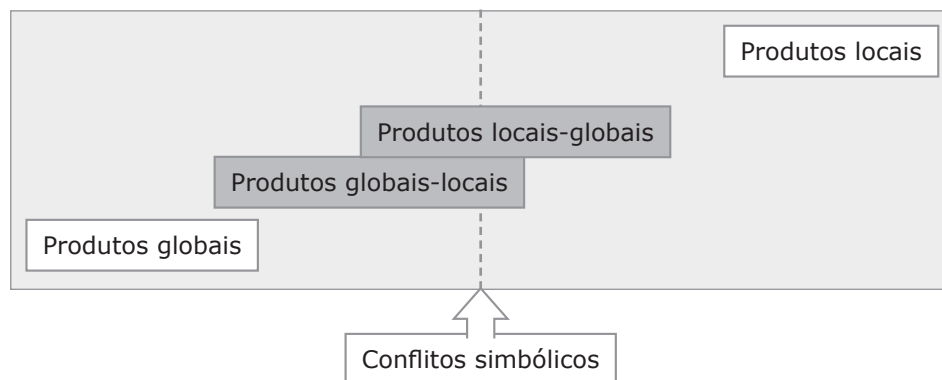 Produtos locais
Produtos locais-globais
Produtos globais-locais
Produtos globais
Conflitos simbólicos